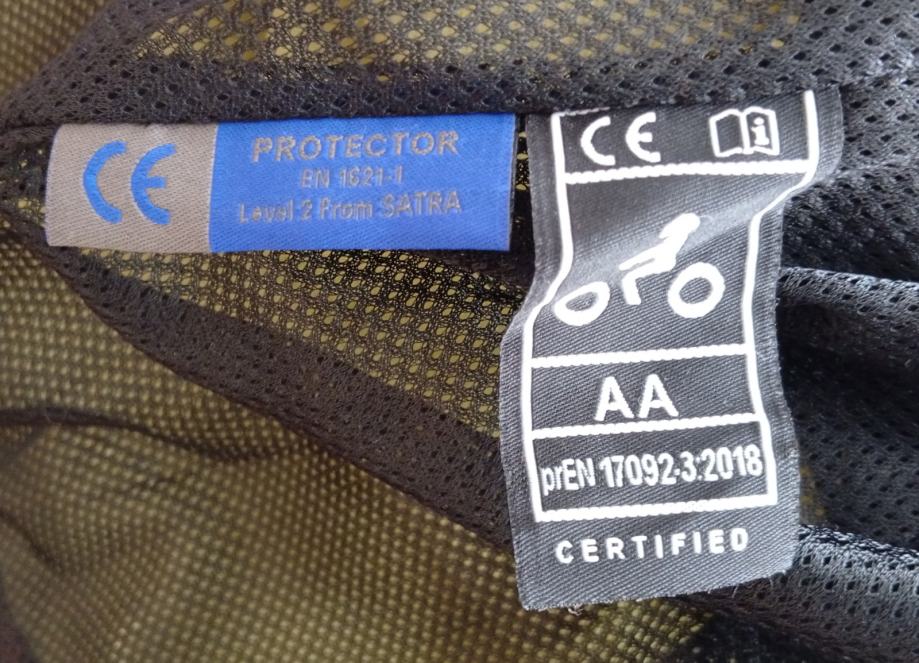 CE
PROTECTOR
EN 1621-1
Level 2 From SATRA
CE
AA
prEN 17092-3:2018
CERTIFIED